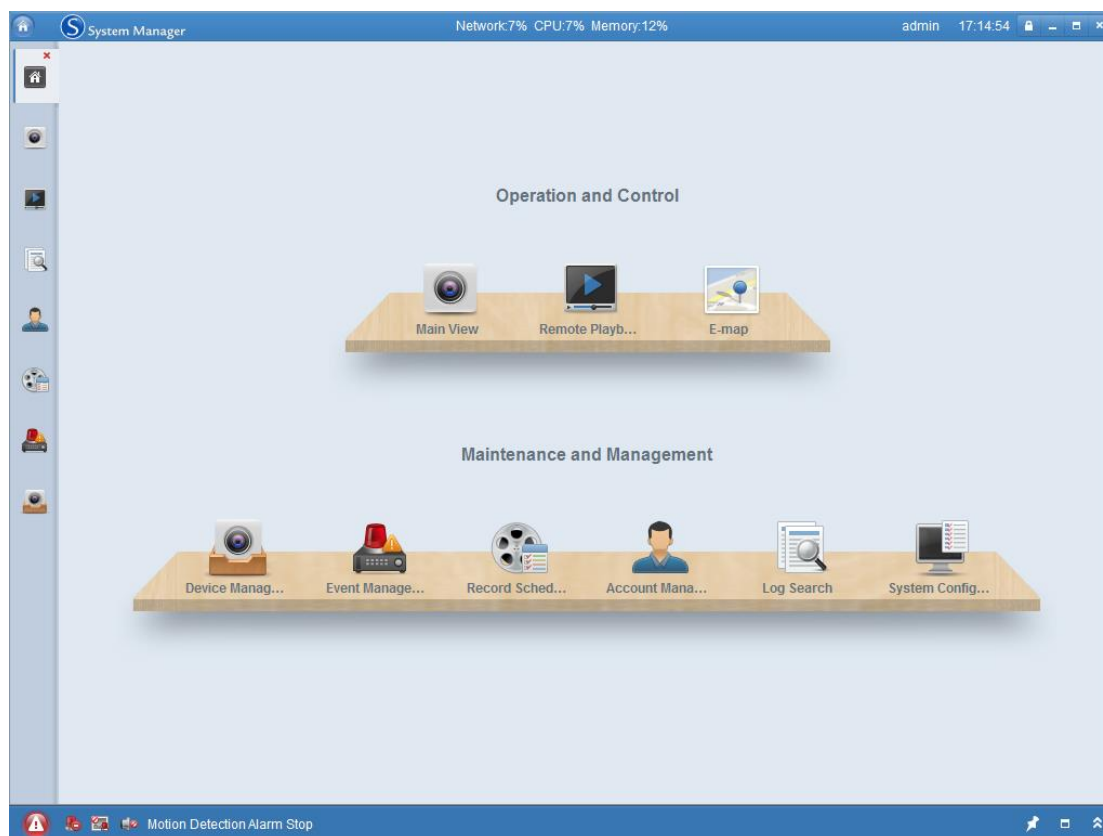 S System Manager Network:7% CPU:7% Memory:12% admin 17:14:54
Operation and Control
Main View Remote Playb... E-map
Maintenance and Management
Device Manag... Event Manage... Record Sched... Account Mana... Log Search System Config...
Motion Detection Alarm Stop